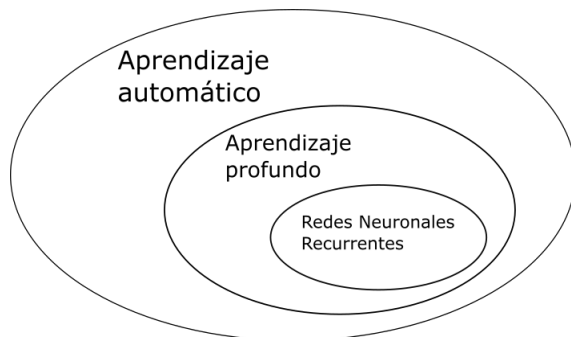 Aprendizaje
automático
Aprendizaje
profundo
Redes Neuronales
Recurrentes